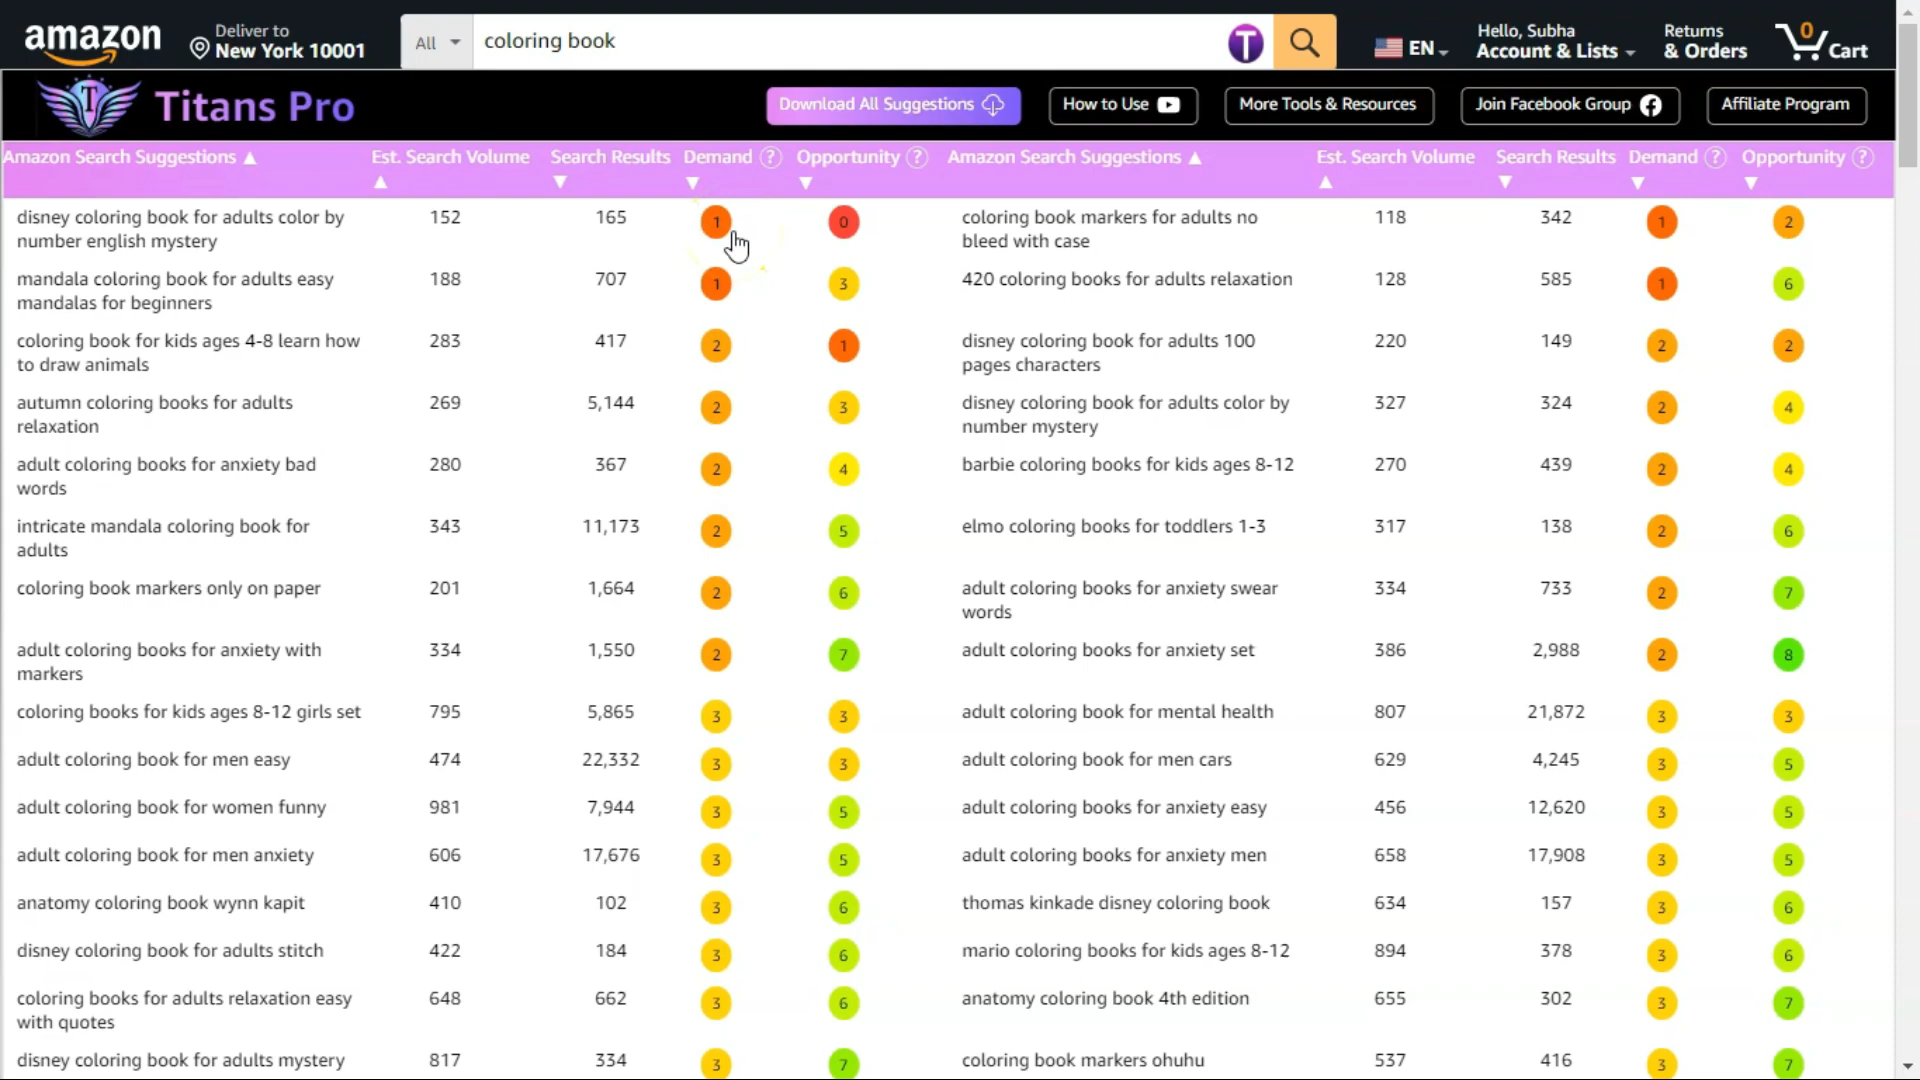 amazon
Deliver to
New York 10001
All
coloring book
T
EN
Hello, Subha
Account & Lists
Returns
& Orders
0
Cart
T
Titans Pro
Download All Suggestions
How to Use
More Tools & Resources
Join Facebook Group
Affiliate Program
Amazon Search Suggestions ▲ Est. Search Volume ▲ Search Results ▼ Demand ? ▼ Opportunity ? ▼ Amazon Search Suggestions ▲ Est. Search Volume ▲ Search Results ▼ Demand ? ▼ Opportunity ? ▼
disney coloring book for adults color by
number english mystery
152 165 1 0
coloring book markers for adults no
bleed with case
118 342 1 2
mandala coloring book for adults easy
mandalas for beginners
188 707 1 3
420 coloring books for adults relaxation 128 585 1 6
coloring book for kids ages 4-8 learn how
to draw animals
283 417 2 1
disney coloring book for adults 100
pages characters
220 149 2 2
autumn coloring books for adults
relaxation
269 5,144 2 3
disney coloring book for adults color by
number mystery
327 324 2 4
adult coloring books for anxiety bad
words
280 367 2 4
barbie coloring books for kids ages 8-12 270 439 2 4
intricate mandala coloring book for
adults
343 11,173 2 5
elmo coloring books for toddlers 1-3 317 138 2 6
coloring book markers only on paper 201 1,664 2 6
adult coloring books for anxiety swear
words
334 733 2 7
adult coloring books for anxiety with
markers
334 1,550 2 7
adult coloring books for anxiety set 386 2,988 2 8
coloring books for kids ages 8-12 girls set 795 5,865 3 3
adult coloring book for mental health 807 21,872 3 3
adult coloring book for men easy 474 22,332 3 3
adult coloring book for men cars 629 4,245 3 5
adult coloring book for women funny 981 7,944 3 5
adult coloring books for anxiety easy 456 12,620 3 5
adult coloring book for men anxiety 606 17,676 3 5
adult coloring books for anxiety men 658 17,908 3 5
anatomy coloring book wynn kapit 410 102 3 6
thomas kinkade disney coloring book 634 157 3 6
disney coloring book for adults stitch 422 184 3 6
mario coloring books for kids ages 8-12 894 378 3 6
coloring books for adults relaxation easy
with quotes
648 662 3 6
anatomy coloring book 4th edition 655 302 3 7
disney coloring book for adults mystery 817 334 3 7
coloring book markers ohuhu 537 416 3 7